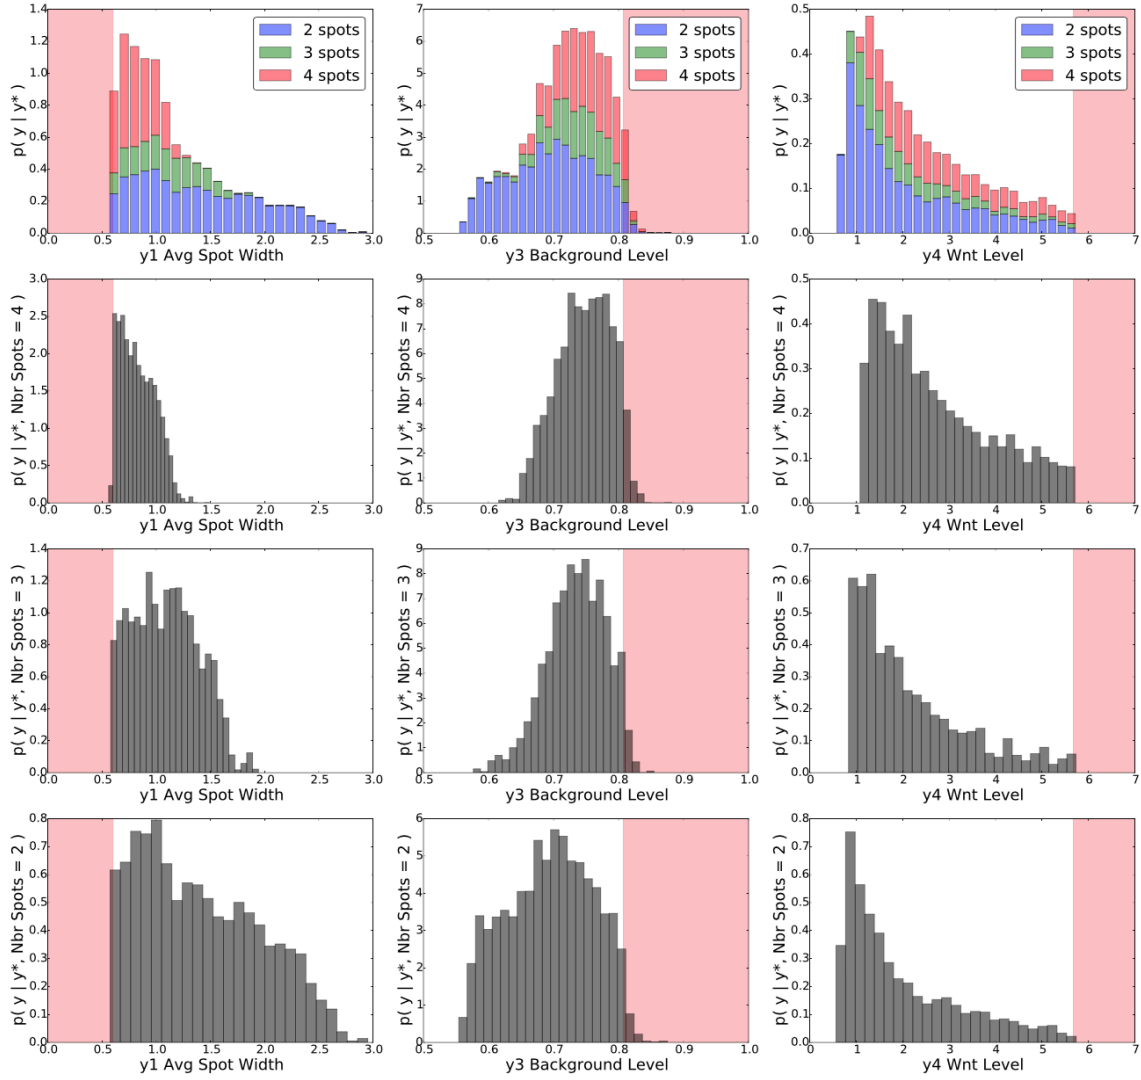 p( y | y* )
1.4
1.2
1.0
0.8
0.6
0.4
0.2
0.0
0.0 0.5 1.0 1.5 2.0 2.5 3.0
y1 Avg Spot Width
2 spots
3 spots
4 spots
p( y | y* )
7
6
5
4
3
2
1
0
0.5 0.6 0.7 0.8 0.9 1.0
y3 Background Level
2 spots
3 spots
4 spots
p( y | y* )
0.5
0.4
0.3
0.2
0.1
0.0
0 1 2 3 4 5 6 7
y4 Wnt Level
2 spots
3 spots
4 spots
p( y | y*, Nbr Spots = 4 )
3.0
2.5
2.0
1.5
1.0
0.5
0.0
0.0 0.5 1.0 1.5 2.0 2.5 3.0
y1 Avg Spot Width
p( y | y*, Nbr Spots = 4 )
9
8
7
6
5
4
3
2
1
0
0.5 0.6 0.7 0.8 0.9 1.0
y3 Background Level
p( y | y*, Nbr Spots = 4 )
0.5
0.4
0.3
0.2
0.1
0.0
0 1 2 3 4 5 6 7
y4 Wnt Level
p( y | y*, Nbr Spots = 3 )
1.4
1.2
1.0
0.8
0.6
0.4
0.2
0.0
0.0 0.5 1.0 1.5 2.0 2.5 3.0
y1 Avg Spot Width
p( y | y*, Nbr Spots = 3 )
9
8
7
6
5
4
3
2
1
0
0.5 0.6 0.7 0.8 0.9 1.0
y3 Background Level
p( y | y*, Nbr Spots = 3 )
0.7
0.6
0.5
0.4
0.3
0.2
0.1
0.0
0 1 2 3 4 5 6 7
y4 Wnt Level
p( y | y*, Nbr Spots = 2 )
0.8
0.7
0.6
0.5
0.4
0.3
0.2
0.1
0.0
0.0 0.5 1.0 1.5 2.0 2.5 3.0
y1 Avg Spot Width
p( y | y*, Nbr Spots = 2 )
6
5
4
3
2
1
0
0.5 0.6 0.7 0.8 0.9 1.0
y3 Background Level
p( y | y*, Nbr Spots = 2 )
0.8
0.7
0.6
0.5
0.4
0.3
0.2
0.1
0.0
0 1 2 3 4 5 6 7
y4 Wnt Level